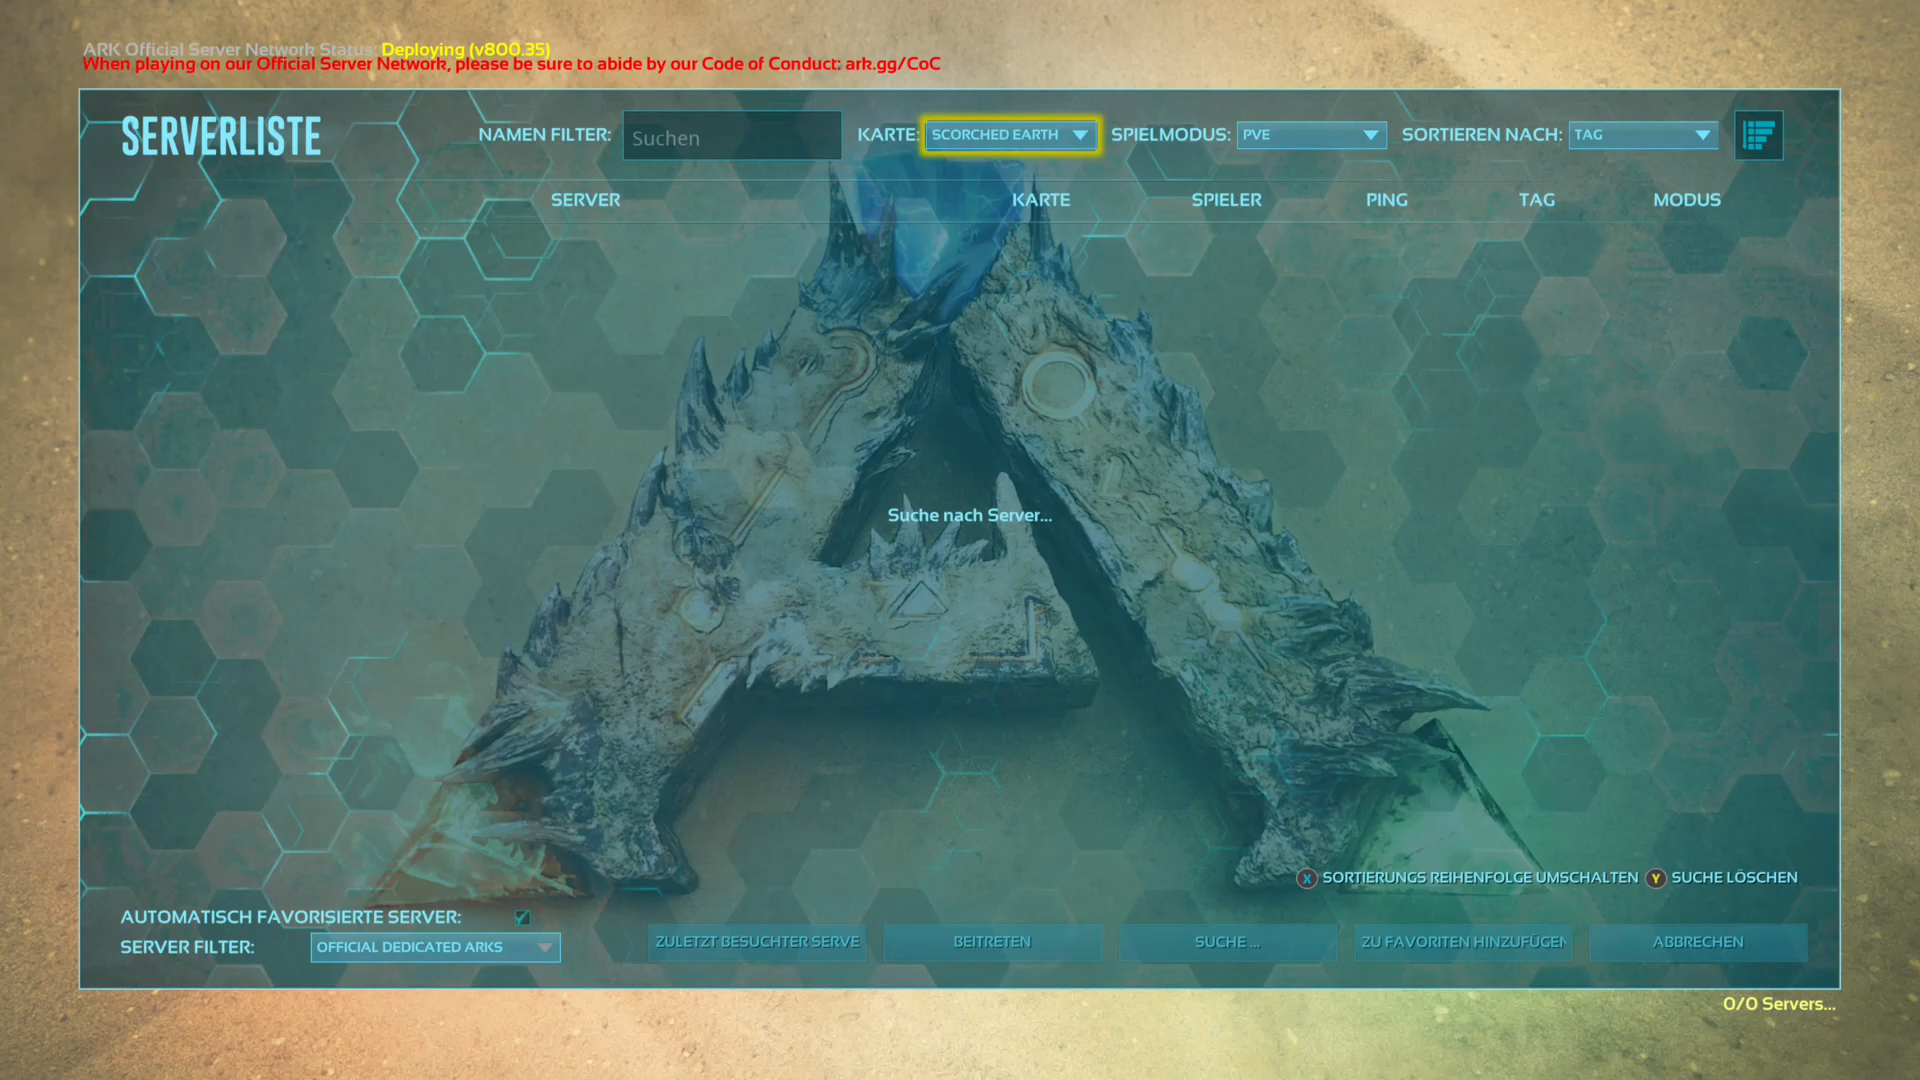 ARK Official Server Network Status: Deploying (v800.35)
When playing on our Official Server Network, please be sure to abide by our Code of Conduct: ark.gg/CoC
SERVERLISTE
NAMEN FILTER: Suchen KARTE: SCORCHED EARTH SPIELMODUS: PVE SORTIEREN NACH: TAG
SERVER KARTE SPIELER PING TAG MODUS
Suche nach Server...
X SORTIERUNGS REIHENFOLGE UMSCHALTEN Y SUCHE LÖSCHEN
AUTOMATISCH FAVORISIERTE SERVER:
SERVER FILTER: OFFICIAL DEDICATED ARKS ZULETZT BESUCHTER SERVE BEITRETEN SUCHE ... ZU FAVORITEN HINZUFÜGEN ABBRECHEN
0/0 Servers...